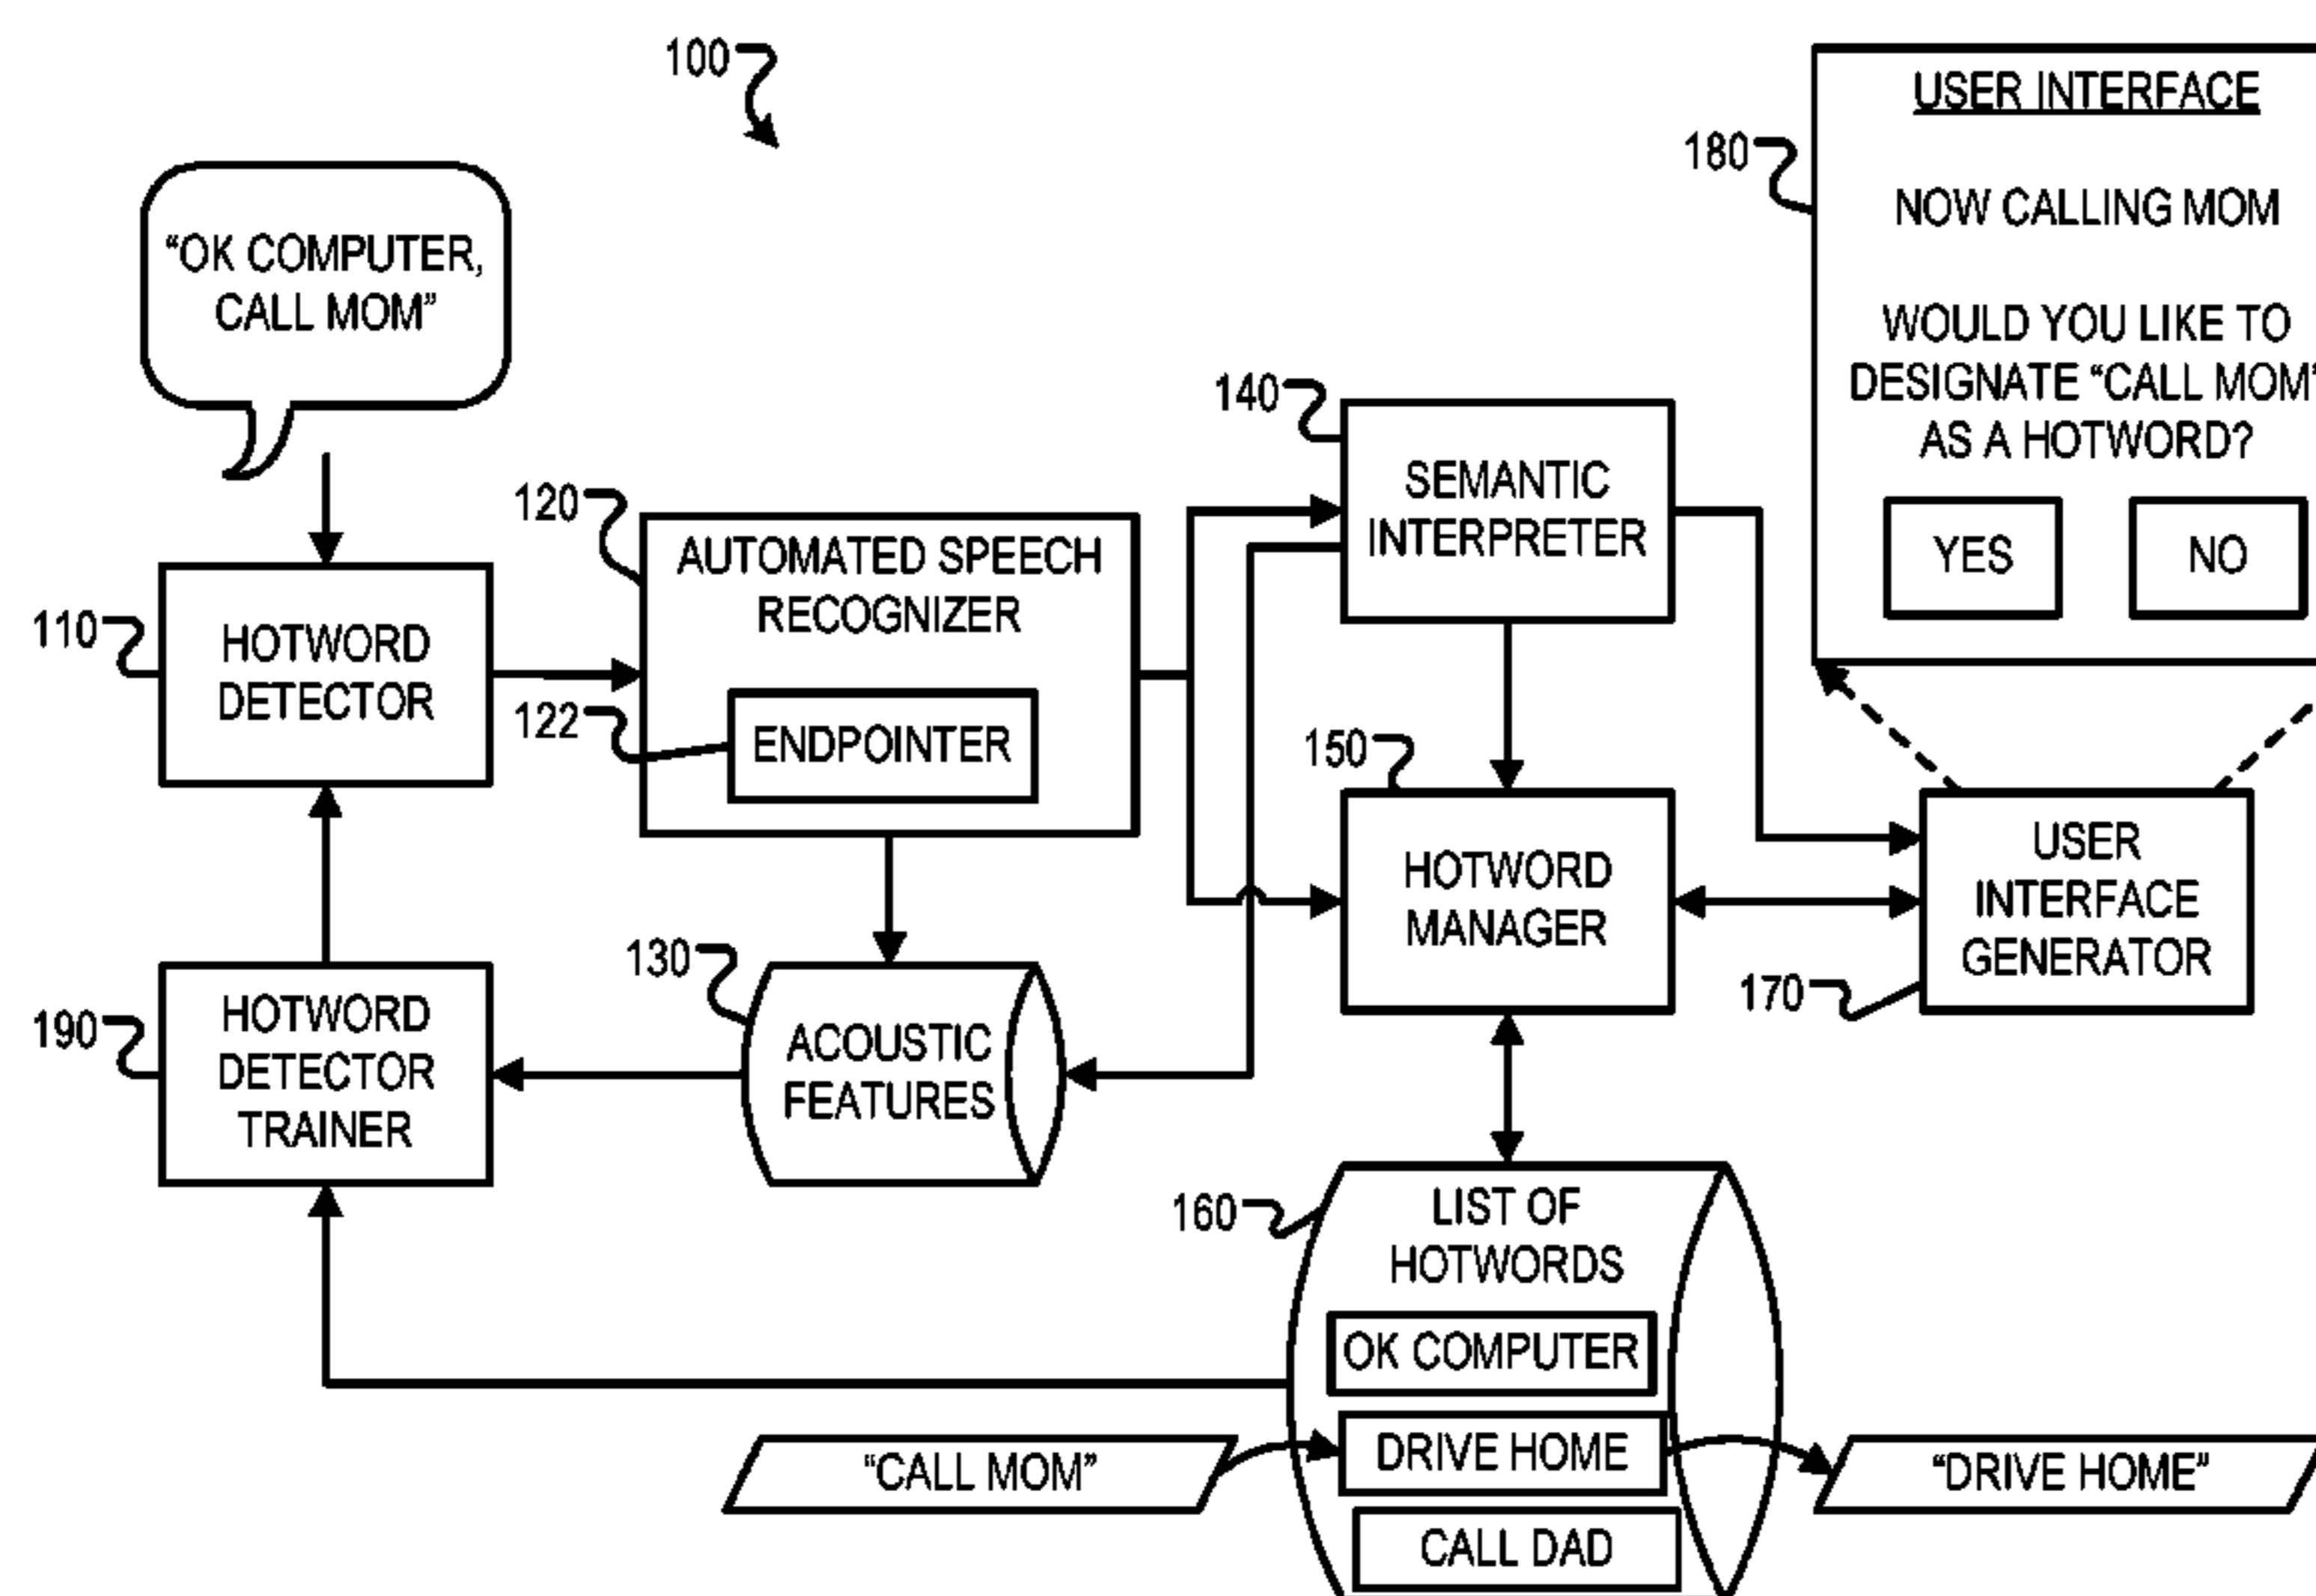 100
USER INTERFACE
180
NOW CALLING MOM
WOULD YOU LIKE TO
DESIGNATE “CALL MOM”
AS A HOTWORD?
YES
NO
“OK COMPUTER,
CALL MOM”
110
HOTWORD
DETECTOR
120
AUTOMATED SPEECH
RECOGNIZER
122
ENDPOINTER
140
SEMANTIC
INTERPRETER
150
HOTWORD
MANAGER
USER
INTERFACE
GENERATOR
170
130
ACOUSTIC
FEATURES
190
HOTWORD
DETECTOR
TRAINER
160
LIST OF
HOTWORDS
OK COMPUTER
“CALL MOM”
DRIVE HOME
“DRIVE HOME”
CALL DAD